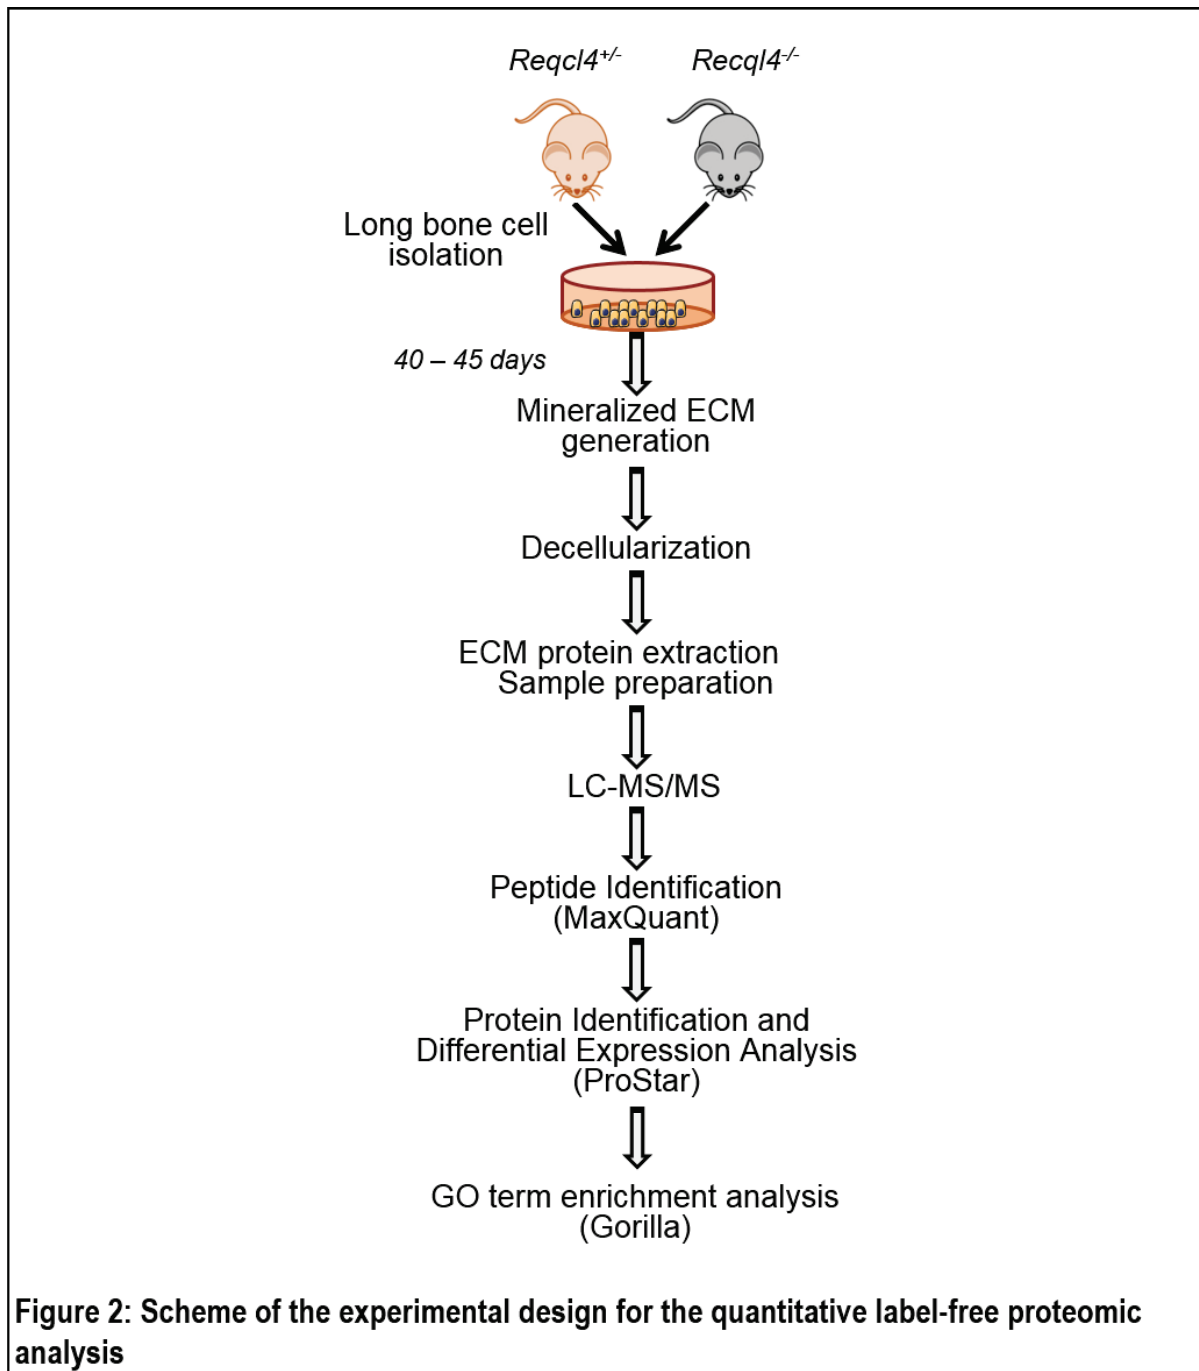 Reqcl4+/- Recql4-/-
Long bone cell
isolation
40 – 45 days
Mineralized ECM
generation
Decellularization
ECM protein extraction
Sample preparation
LC-MS/MS
Peptide Identification
(MaxQuant)
Protein Identification and
Differential Expression Analysis
(ProStar)
GO term enrichment analysis
(Gorilla)
Figure 2: Scheme of the experimental design for the quantitative label-free proteomic
analysis